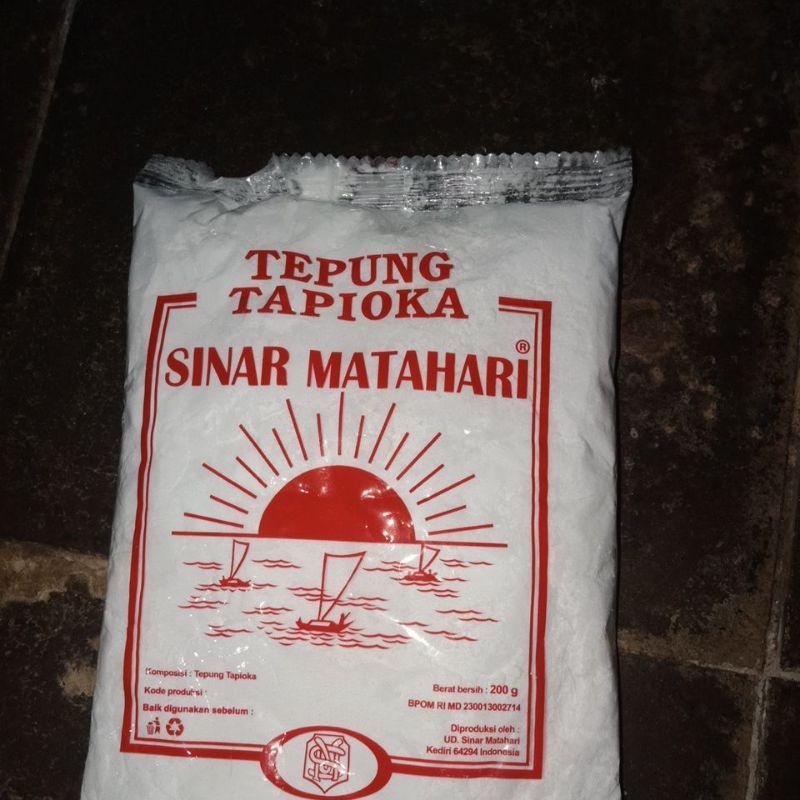 TEPUNG
TAPIOKA
SINAR MATAHARI®
Komposisi : Tepung Tapioka
Kode produksi :
Baik digunakan sebelum :
Berat bersih : 200 g
BPOM RI MD 230013002714
Diproduksi oleh :
UD. Sinar Matahari
Kediri 64294 Indonesia